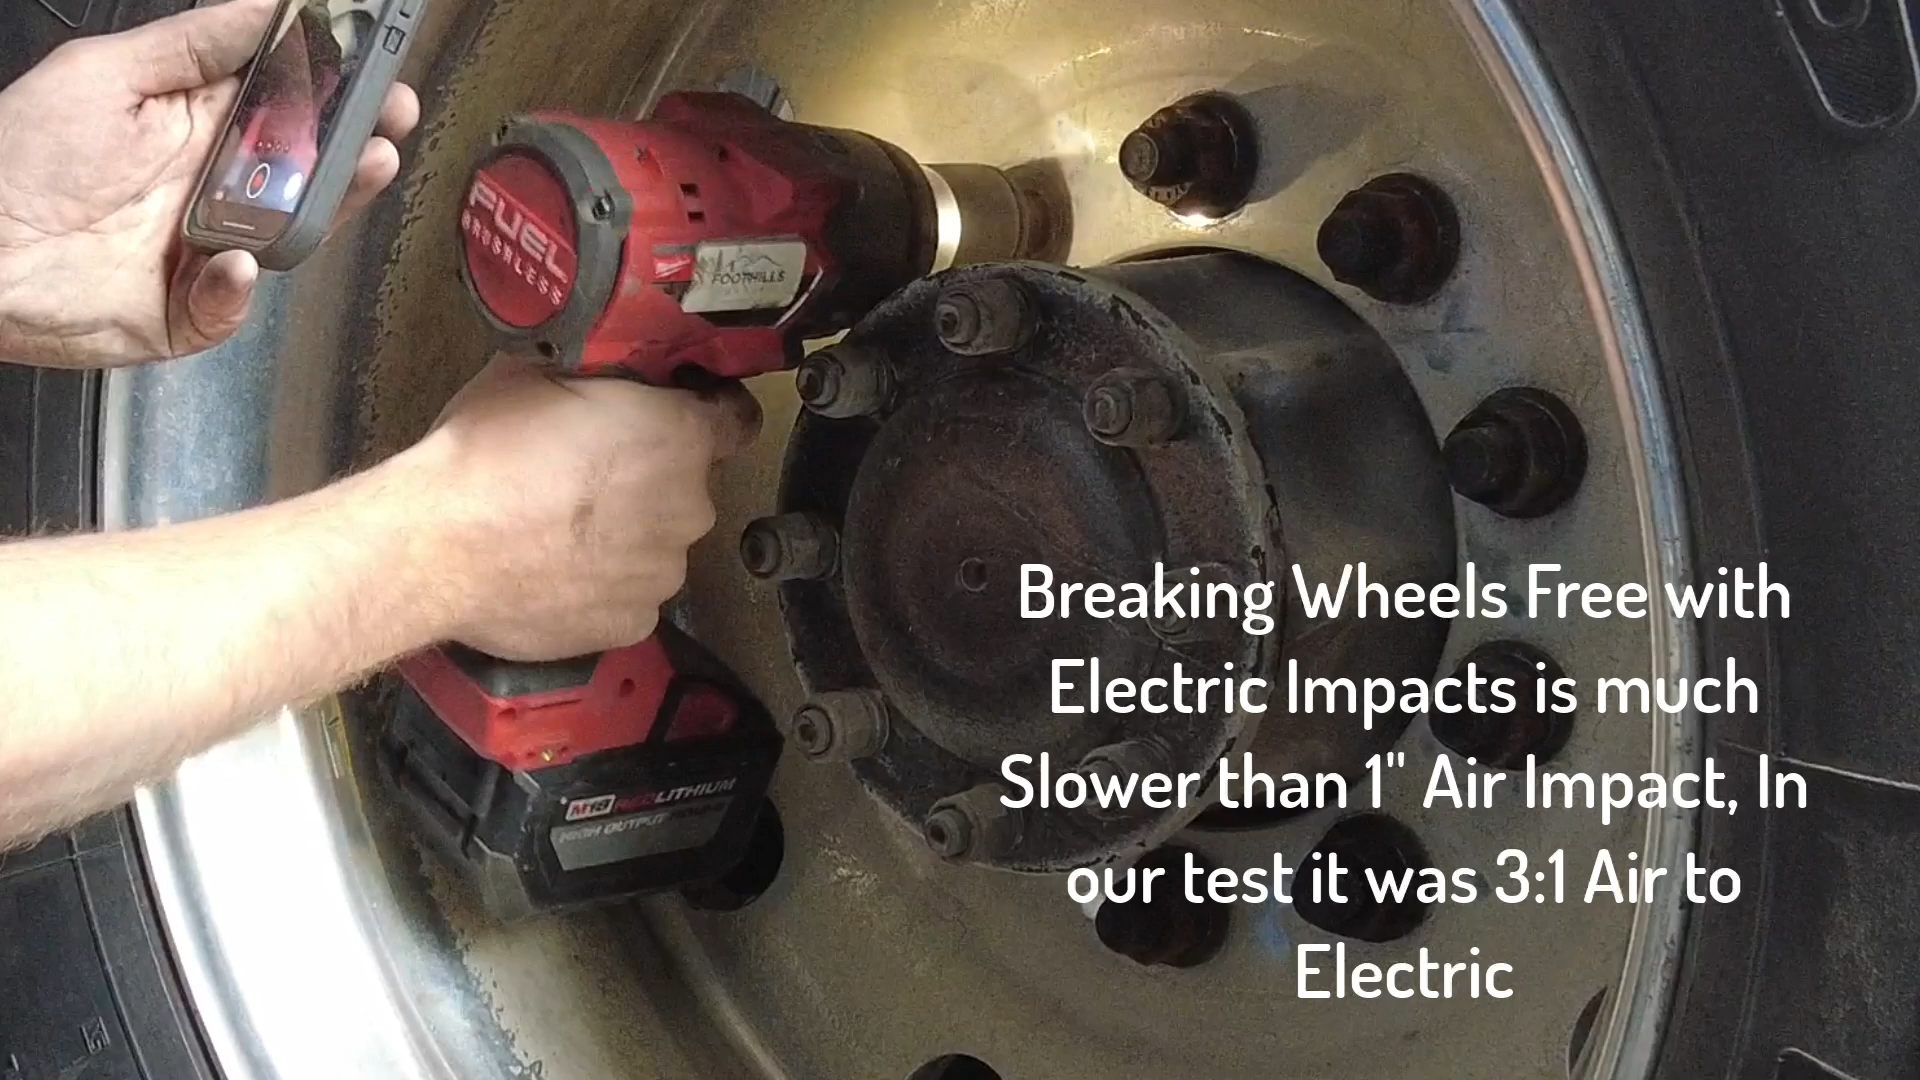 FUEL
BRUSHLESS
FOOTHILLS
M18 REDLITHIUM
HIGH OUTPUT
Breaking Wheels Free with
Electric Impacts is much
Slower than 1" Air Impact, In
our test it was 3:1 Air to
Electric